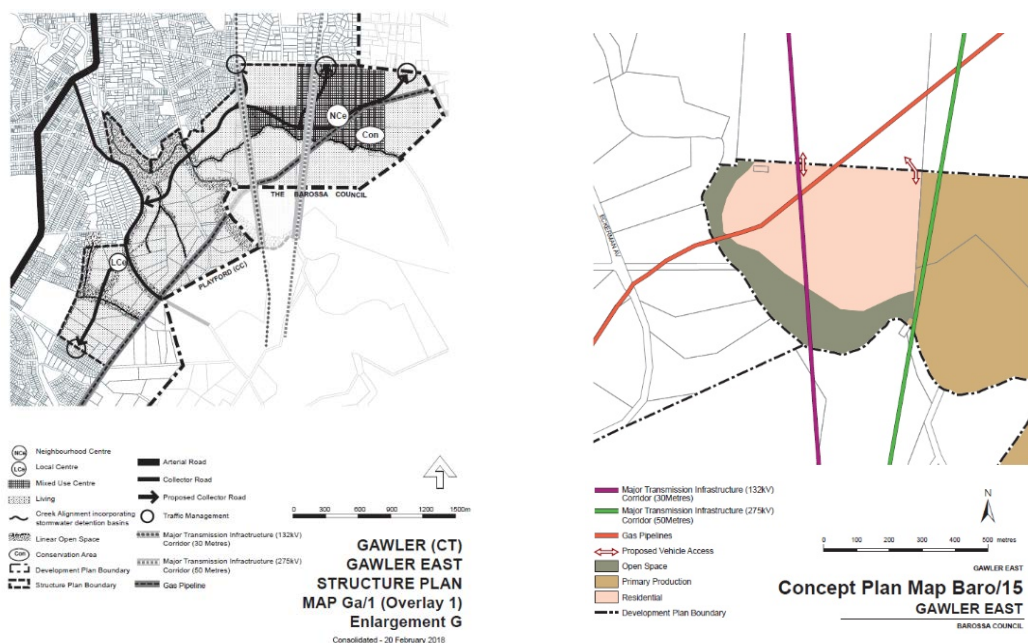 NCe
Con
THE BAROSSA COUNCIL
LCe
PLAYFORD (CC)
NCe Neighbourhood Centre
LCe Local Centre
Mixed Use Centre
Living
Creek Alignment incorporating
stormwater detention basins
Linear Open Space
Con Conservation Area
Development Plan Boundary
Structure Plan Boundary
Arterial Road
Collector Road
Proposed Collector Road
Traffic Management
Major Transmission Infrastructure (132kV)
Corridor (30 Metres)
Major Transmission Infrastructure (275kV)
Corridor (50 Metres)
Gas Pipeline
0 300 600 900 1200 1500m
GAWLER (CT)
GAWLER EAST
STRUCTURE PLAN
MAP Ga/1 (Overlay 1)
Enlargement G
Consolidated - 20 February 2018
ECKERMAN AV
Major Transmission Infrastructure (132kV)
Corridor (30Metres)
Major Transmission Infrastructure (275kV)
Corridor (50Metres)
Gas Pipelines
Proposed Vehicle Access
Open Space
Primary Production
Residential
Development Plan Boundary
N
0 100 200 300 400 500 metres
GAWLER EAST
Concept Plan Map Baro/15
GAWLER EAST
BAROSSA COUNCIL